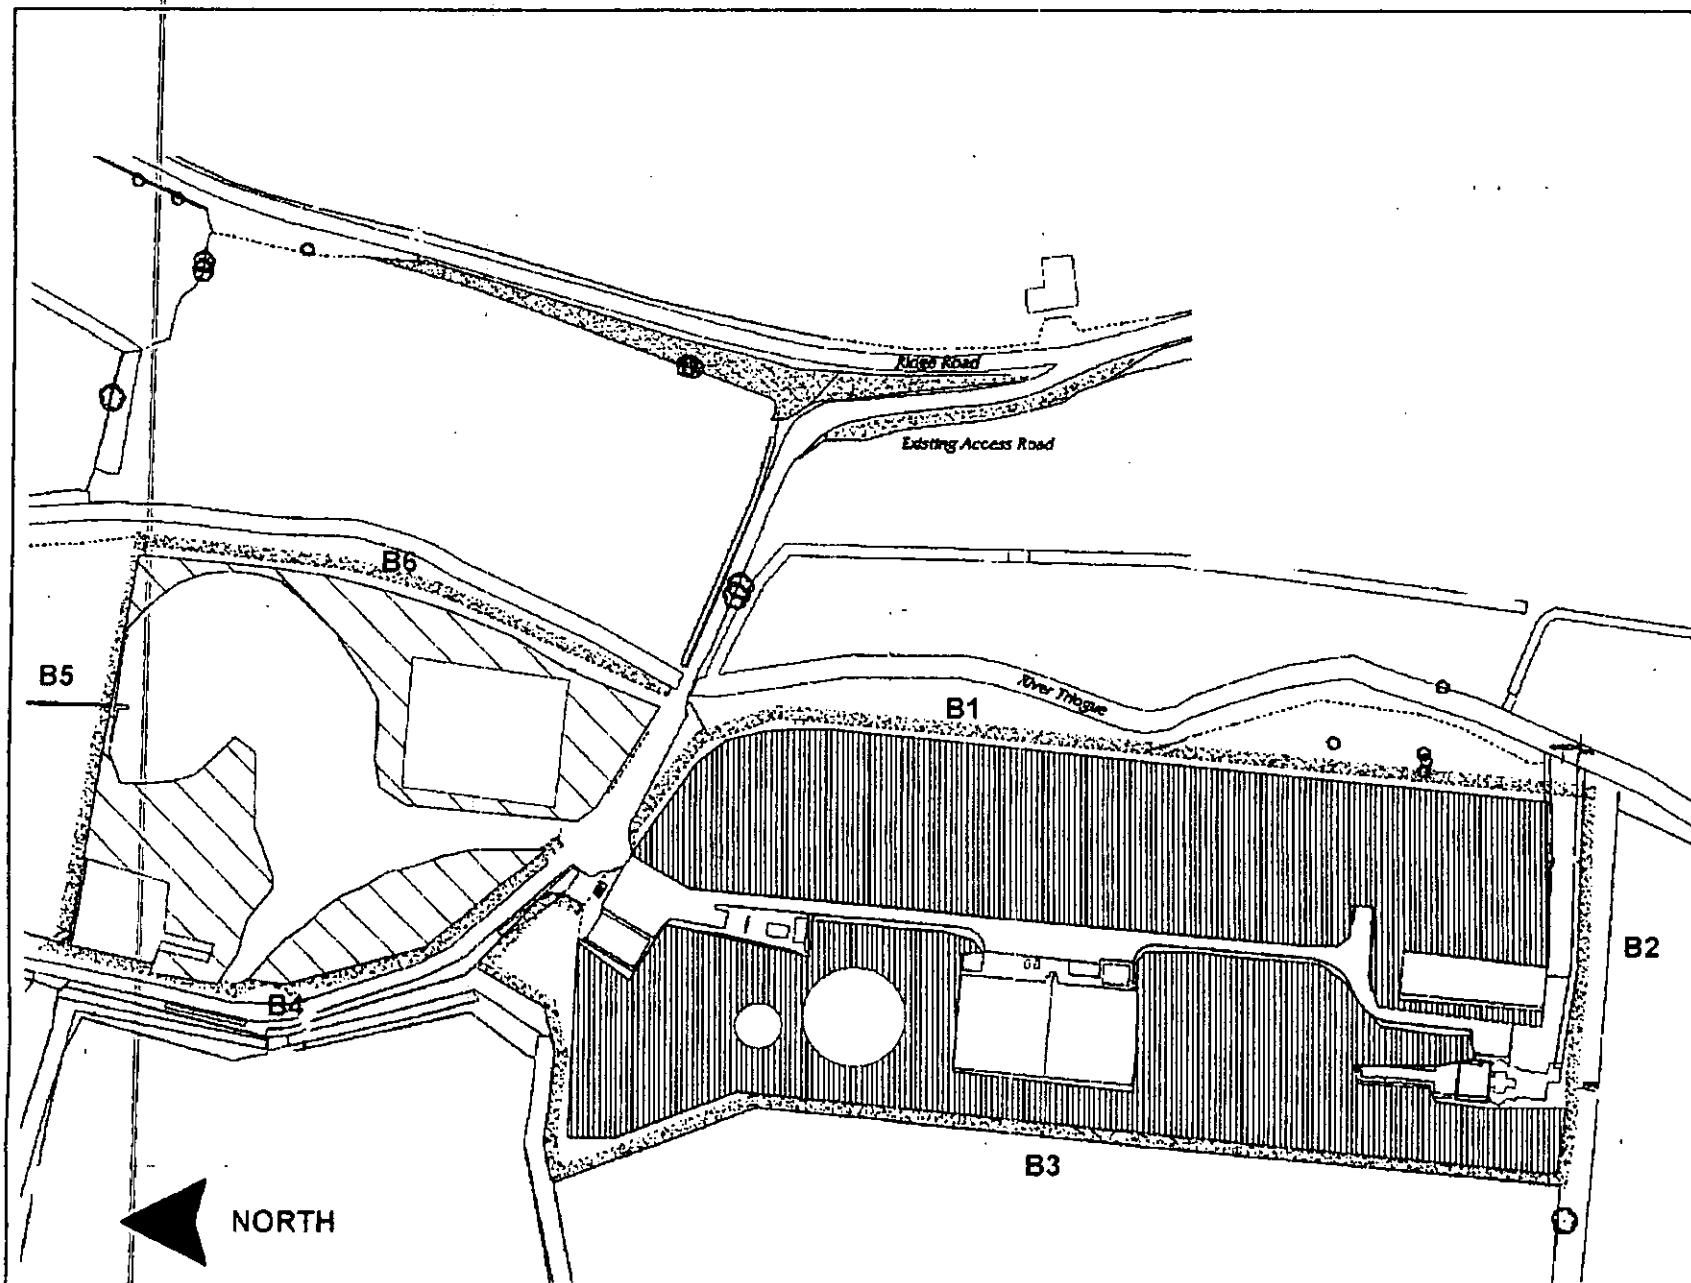 Ridge Road
Existing Access Road
B6
B5
River Triogue
B1
B2
B4
B3
NORTH